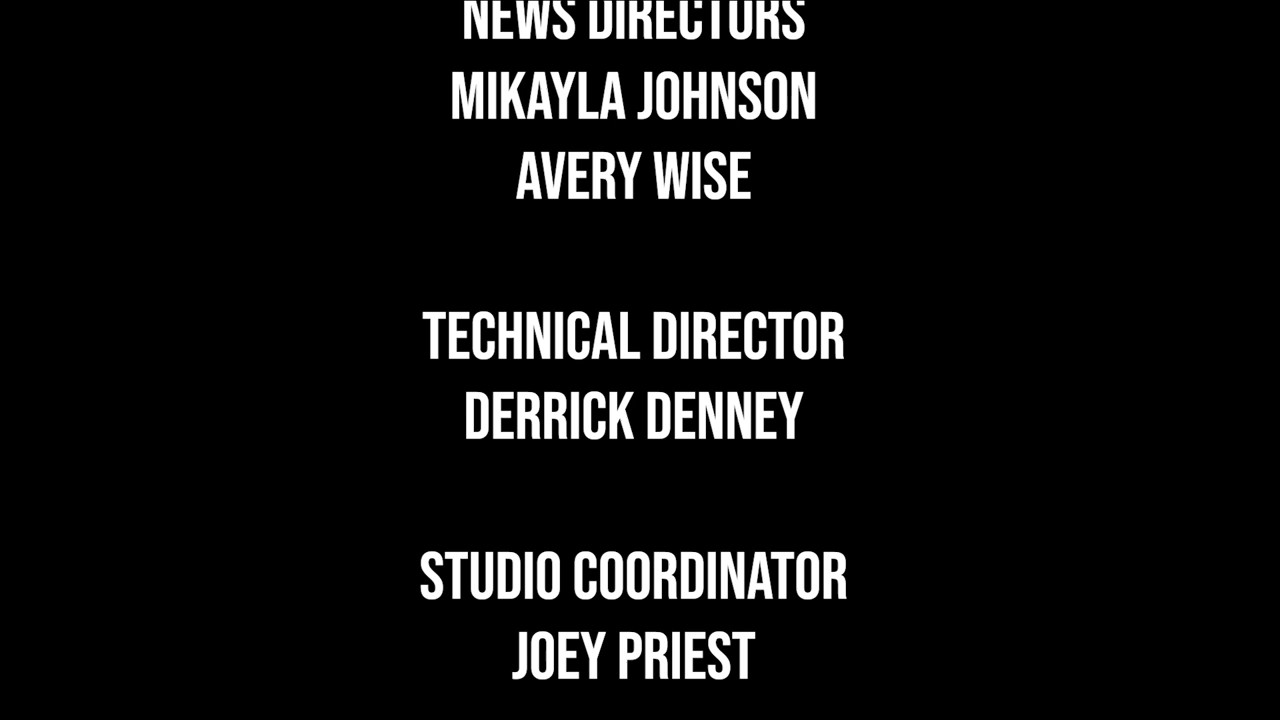 NEWS DIRECTORS
MIKAYLA JOHNSON
AVERY WISE
TECHNICAL DIRECTOR
DERRICK DENNEY
STUDIO COORDINATOR
JOEY PRIEST